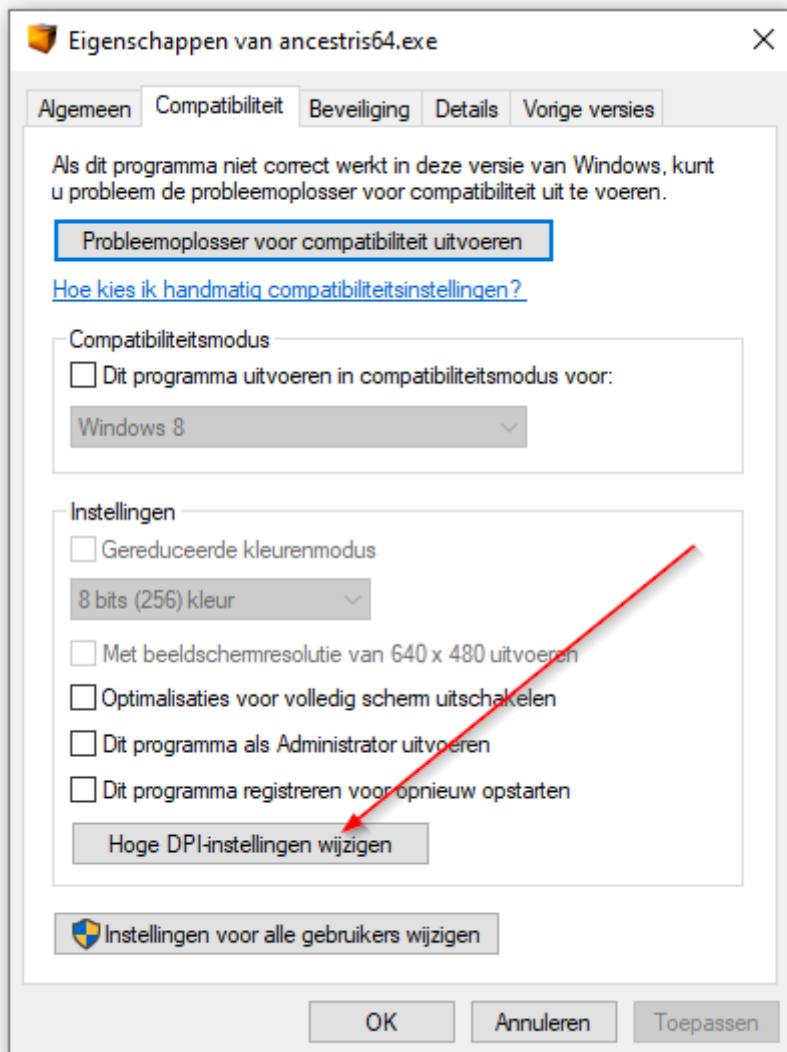 Eigenschappen van ancestris64.exe
Algemeen Compatibiliteit Beveiliging Details Vorige versies
Als dit programma niet correct werkt in deze versie van Windows, kunt
u probleem de probleemoplosser voor compatibiliteit uit te voeren.
Probleemoplosser voor compatibiliteit uitvoeren
Hoe kies ik handmatig compatibiliteitsinstellingen?
Compatibiliteitsmodus
Dit programma uitvoeren in compatibiliteitsmodus voor:
Windows 8
Instellingen
Gereduceerde kleurenmodus
8 bits (256) kleur
Met beeldschermresolutie van 640 x 480 uitvoeren
Optimalisaties voor volledig scherm uitschakelen
Dit programma als Administrator uitvoeren
Dit programma registreren voor opnieuw opstarten
Hoge DPI-instellingen wijzigen
Instellingen voor alle gebruikers wijzigen
OK Annuleren Toepassen